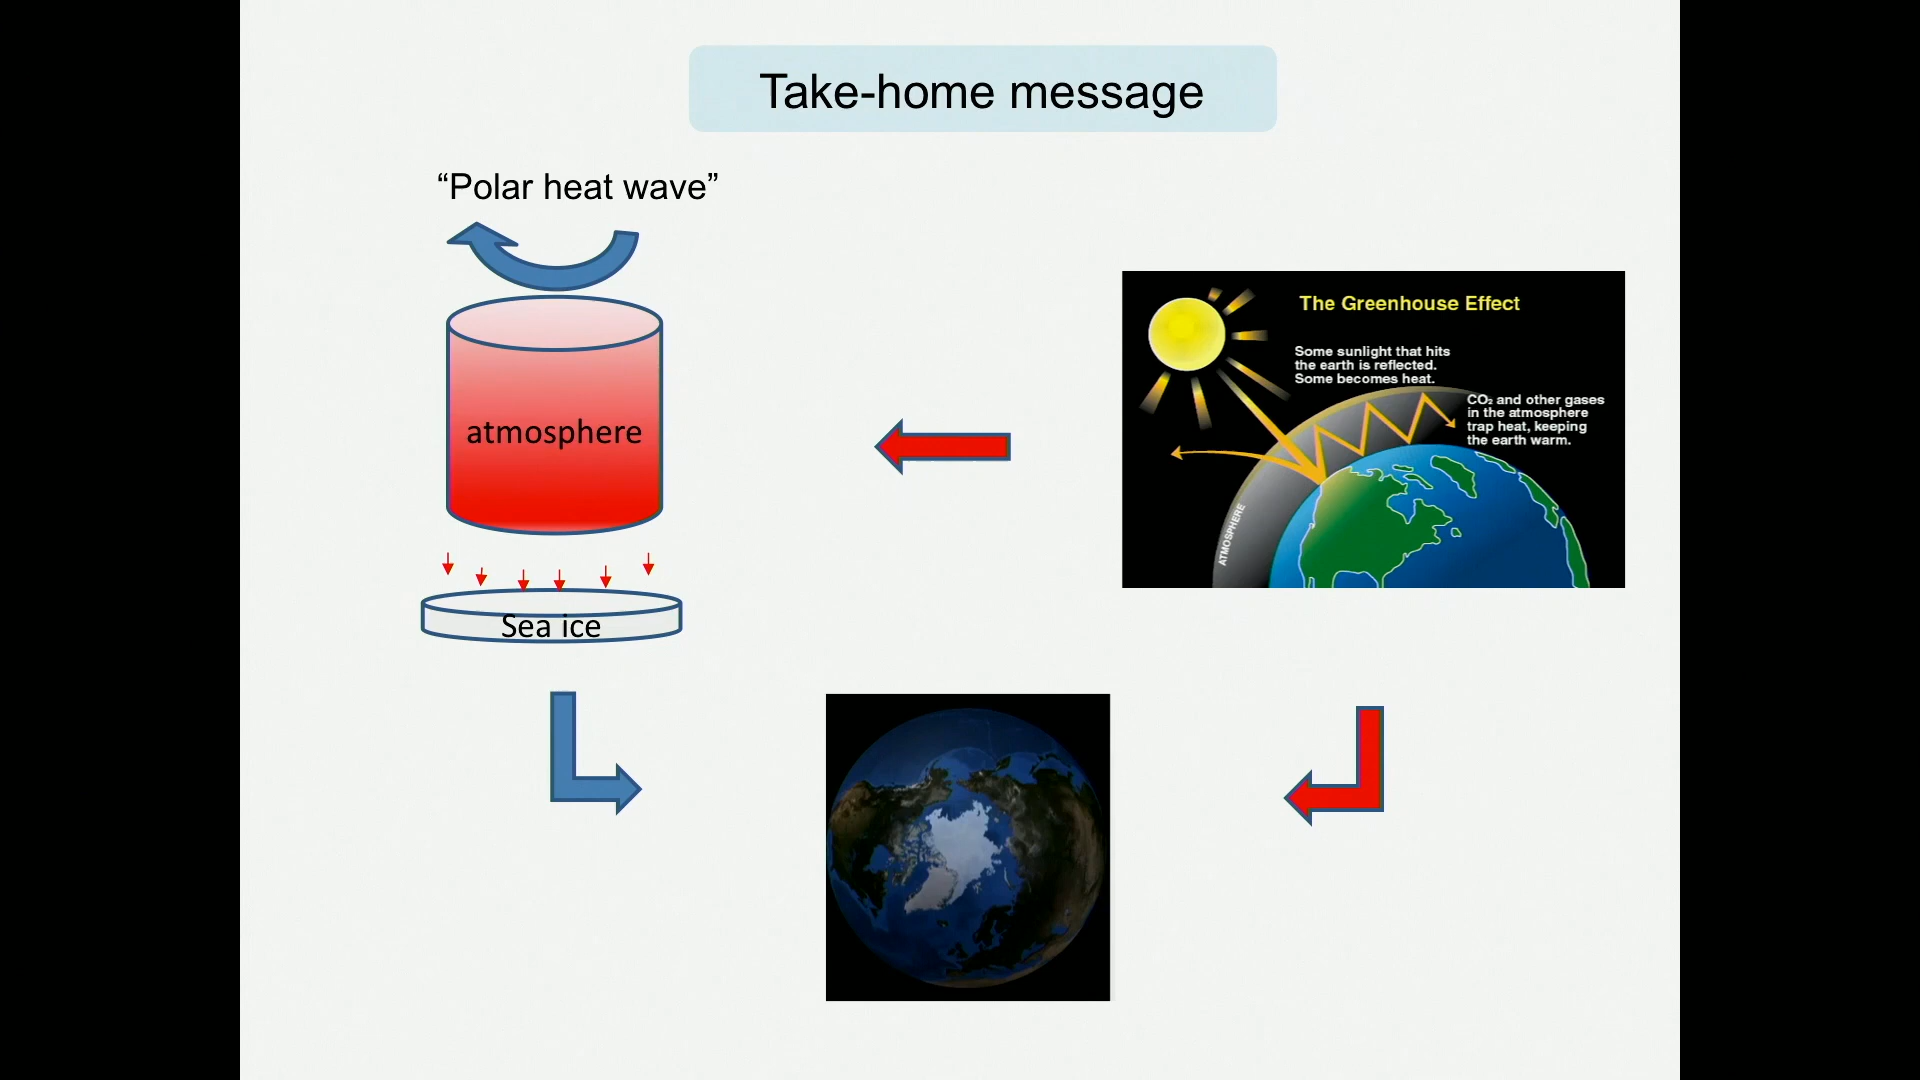 Take-home message
“Polar heat wave”
atmosphere
Sea ice
The Greenhouse Effect
Some sunlight that hits
the earth is reflected.
Some becomes heat.
CO₂ and other gases
in the atmosphere
trap heat, keeping
the earth warm.
ATMOSPHERE